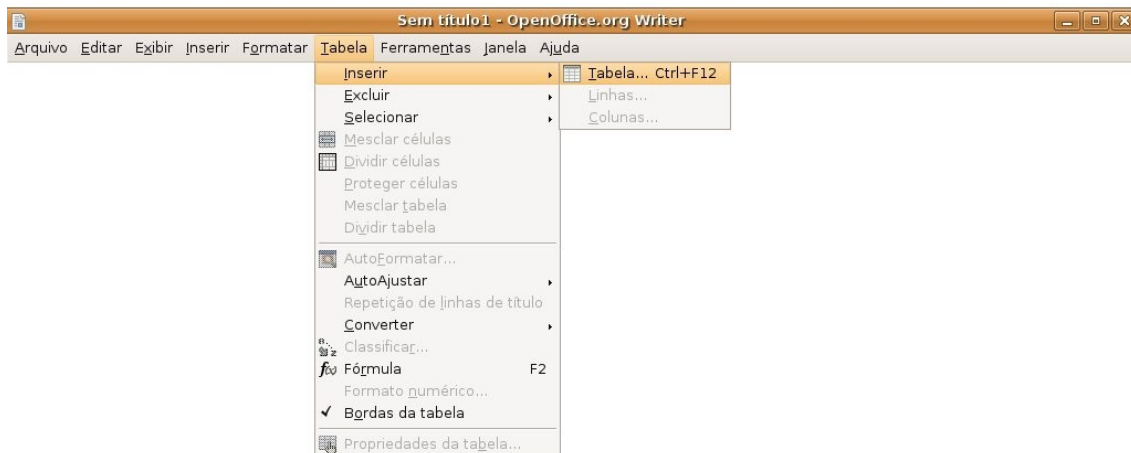 Sem título1 - OpenOffice.org Writer
Arquivo Editar Exibir Inserir Formatar Tabela Ferramentas Janela Ajuda
Inserir
Tabela... Ctrl+F12
Excluir
Linhas...
Selecionar
Colunas...
Mesclar células
Dividir células
Proteger células
Mesclar tabela
Dividir tabela
AutoFormatar...
AutoAjustar
Repetição de linhas de título
Converter
Classificar...
Fórmula F2
Formato numérico...
Bordas da tabela
Propriedades da tabela...